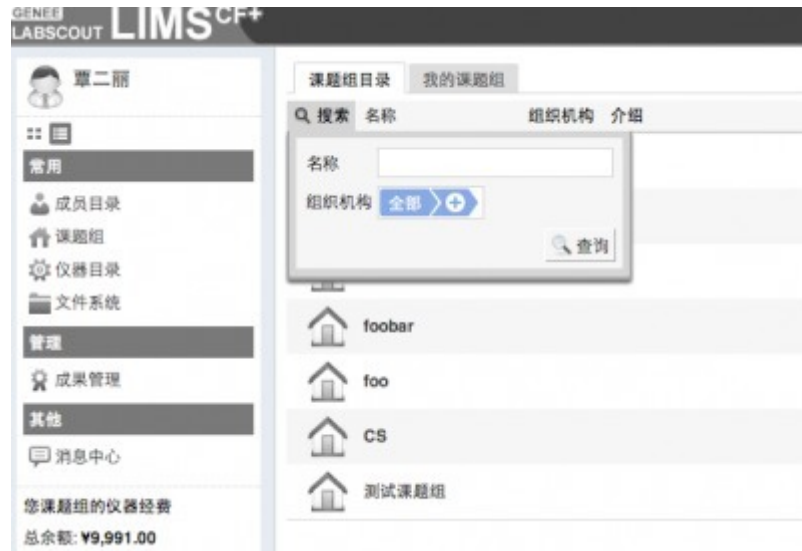 GENEE
LABSCOUT LIMS CF+
覃二丽
常用
成员目录
课题组
仪器目录
文件系统
管理
成果管理
其他
消息中心
您课题组的仪器经费
总余额: ¥9,991.00
课题组目录 我的课题组
搜索 名称 组织机构 介绍
名称
组织机构 全部
查询
foobar
foo
CS
测试课题组